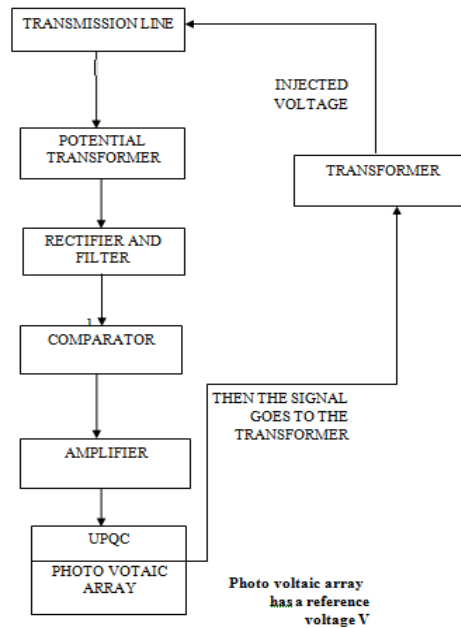 TRANSMISSION LINE
INJECTED
VOLTAGE
POTENTIAL
TRANSFORMER
TRANSFORMER
RECTIFIER AND
FILTER
1
COMPARATOR
THEN THE SIGNAL
GOES TO THE
TRANSFORMER
AMPLIFIER
UPQC
PHOTO VOTAIC
ARRAY
Photo voltaic array
has a reference
voltage V